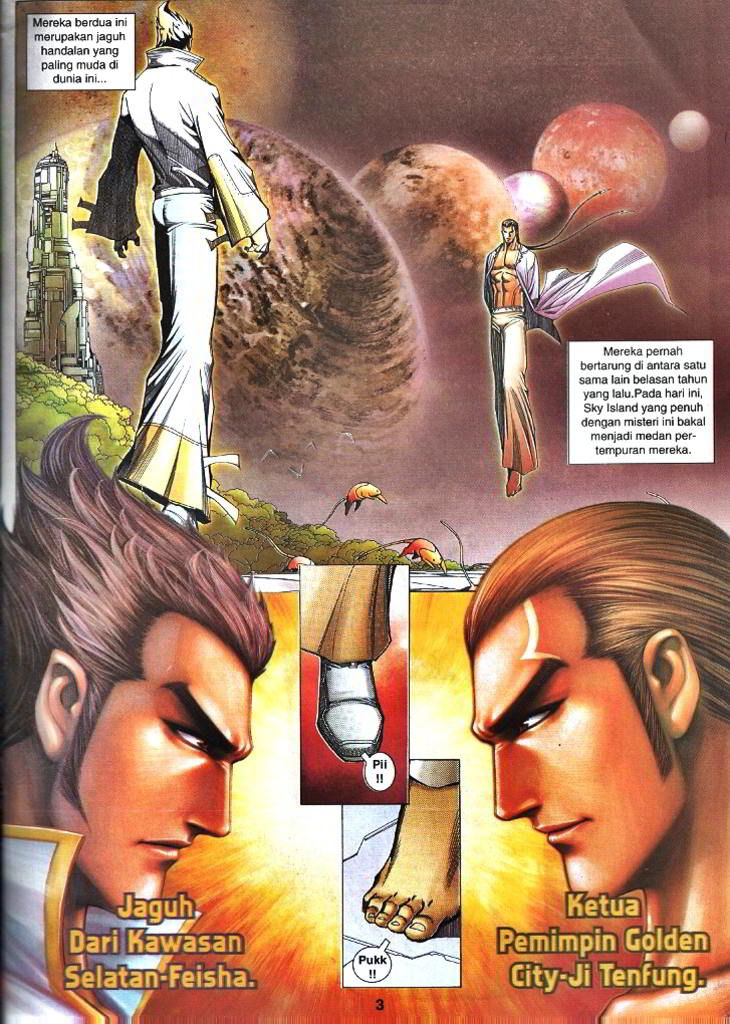 Mereka berdua ini
merupakan jaguh
handalan yang
paling muda di
dunia ini...
Mereka pernah
bertarung di antara satu
sama lain belasan tahun
yang lalu.Pada hari ini,
Sky Island yang penuh
dengan misteri ini bakal
menjadi medan per-
tempuran mereka.
Pii
!!
Pukk
!!
Jaguh
Dari Kawasan
Selatan-Feisha.
Ketua
Pemimpin Golden
City-Ji Tenfung.
3